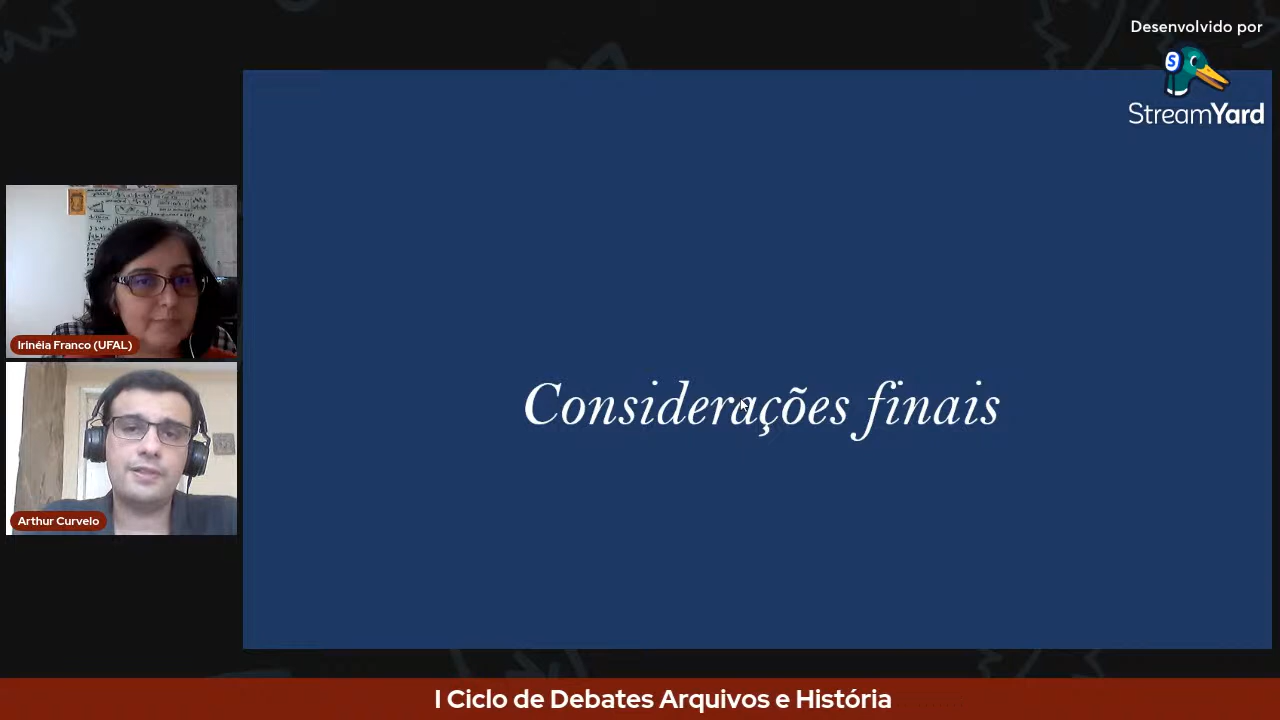 Desenvolvido por
S
StreamYard
Irinéia Franco (UFAL)
Arthur Curvelo
Considerações finais
I Ciclo de Debates Arquivos e História